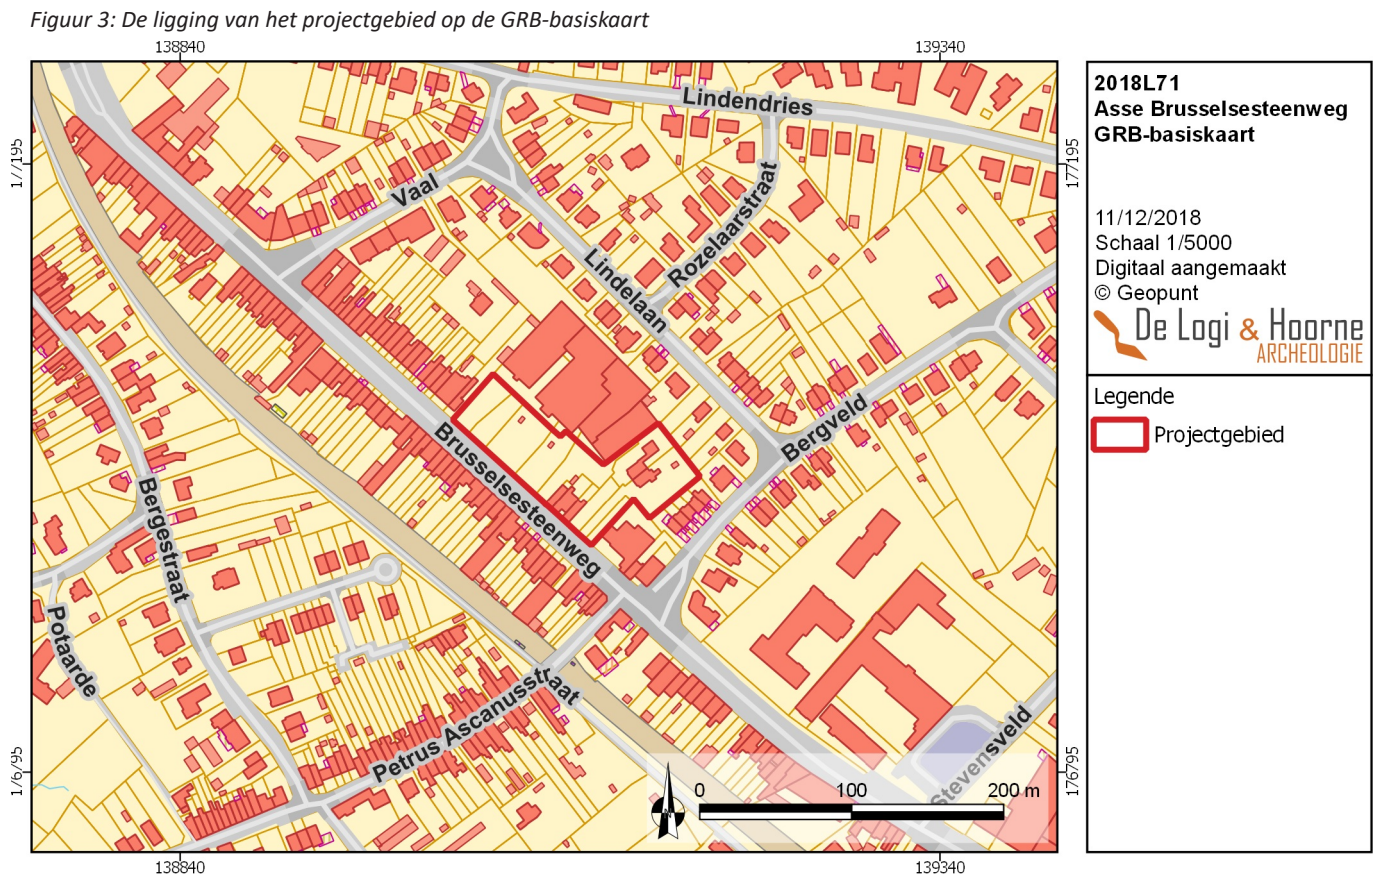 Figuur 3: De ligging van het projectgebied op de GRB-basiskaart
138840
139340
177195
Lindendries
Vaal
Rozelaarstraat
Lindelaan
Bergveld
Brusselsesteenweg
Bergestraat
Potaarde
Petrus Ascanusstraat
Stevensveld
176795
0 100 200 m
N
138840
139340
2018L71
Asse Brusselsesteenweg
GRB-basiskaart
11/12/2018
Schaal 1/5000
Digitaal aangemaakt
© Geopunt
De Logi & Hoorne
ARCHEOLOGIE
Legende
Projectgebied